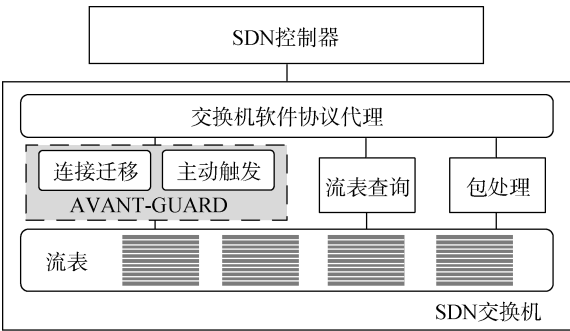 SDN控制器
交换机软件协议代理
连接迁移 主动触发 流表查询 包处理
AVANT-GUARD
流表
SDN交换机